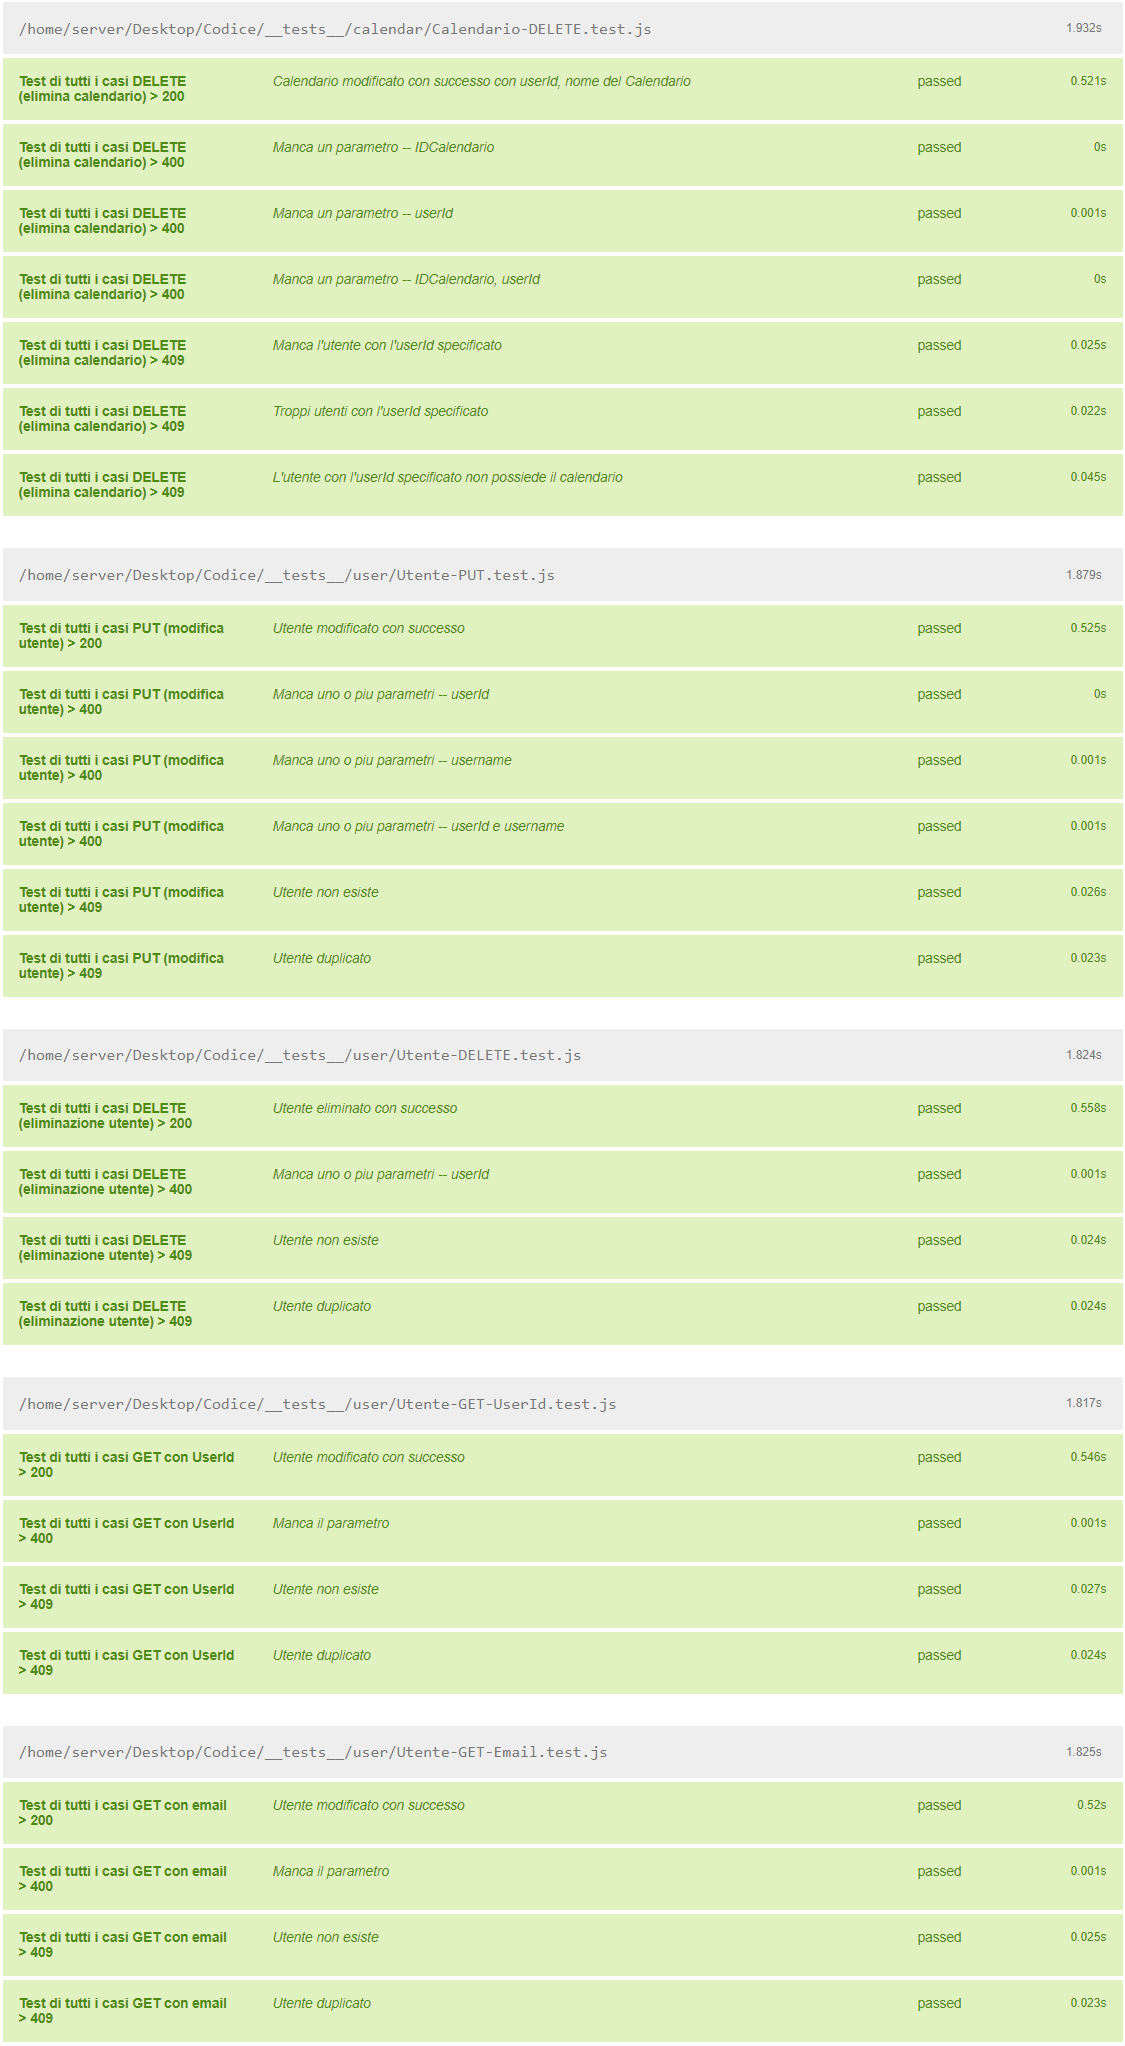 /home/server/Desktop/Codice/__tests__/calendar/Calendario-DELETE.test.js 1.932s
Test di tutti i casi DELETE Calendario modificato con successo con userId, nome del Calendario passed 0.521s
(elimina calendario) > 200
Test di tutti i casi DELETE Manca un parametro -- IDCalendario passed 0s
(elimina calendario) > 400
Test di tutti i casi DELETE Manca un parametro -- userId passed 0.001s
(elimina calendario) > 400
Test di tutti i casi DELETE Manca un parametro -- IDCalendario, userId passed 0s
(elimina calendario) > 400
Test di tutti i casi DELETE Manca l'utente con l'userId specificato passed 0.025s
(elimina calendario) > 409
Test di tutti i casi DELETE Troppi utenti con l'userId specificato passed 0.022s
(elimina calendario) > 409
Test di tutti i casi DELETE L'utente con l'userId specificato non possiede il calendario passed 0.045s
(elimina calendario) > 409
/home/server/Desktop/Codice/__tests__/user/Utente-PUT.test.js 1.879s
Test di tutti i casi PUT (modifica Utente modificato con successo passed 0.525s
utente) > 200
Test di tutti i casi PUT (modifica Manca uno o piu parametri -- userId passed 0s
utente) > 400
Test di tutti i casi PUT (modifica Manca uno o piu parametri -- username passed 0.001s
utente) > 400
Test di tutti i casi PUT (modifica Manca uno o piu parametri -- userId e username passed 0.001s
utente) > 400
Test di tutti i casi PUT (modifica Utente non esiste passed 0.026s
utente) > 409
Test di tutti i casi PUT (modifica Utente duplicato passed 0.023s
utente) > 409
/home/server/Desktop/Codice/__tests__/user/Utente-DELETE.test.js 1.824s
Test di tutti i casi DELETE Utente eliminato con successo passed 0.558s
(eliminazione utente) > 200
Test di tutti i casi DELETE Manca uno o piu parametri -- userId passed 0.001s
(eliminazione utente) > 400
Test di tutti i casi DELETE Utente non esiste passed 0.024s
(eliminazione utente) > 409
Test di tutti i casi DELETE Utente duplicato passed 0.024s
(eliminazione utente) > 409
/home/server/Desktop/Codice/__tests__/user/Utente-GET-UserId.test.js 1.817s
Test di tutti i casi GET con UserId Utente modificato con successo passed 0.546s
> 200
Test di tutti i casi GET con UserId Manca il parametro passed 0.001s
> 400
Test di tutti i casi GET con UserId Utente non esiste passed 0.027s
> 409
Test di tutti i casi GET con UserId Utente duplicato passed 0.024s
> 409
/home/server/Desktop/Codice/__tests__/user/Utente-GET-Email.test.js 1.825s
Test di tutti i casi GET con email Utente modificato con successo passed 0.52s
> 200
Test di tutti i casi GET con email Manca il parametro passed 0.001s
> 400
Test di tutti i casi GET con email Utente non esiste passed 0.025s
> 409
Test di tutti i casi GET con email Utente duplicato passed 0.023s
> 409